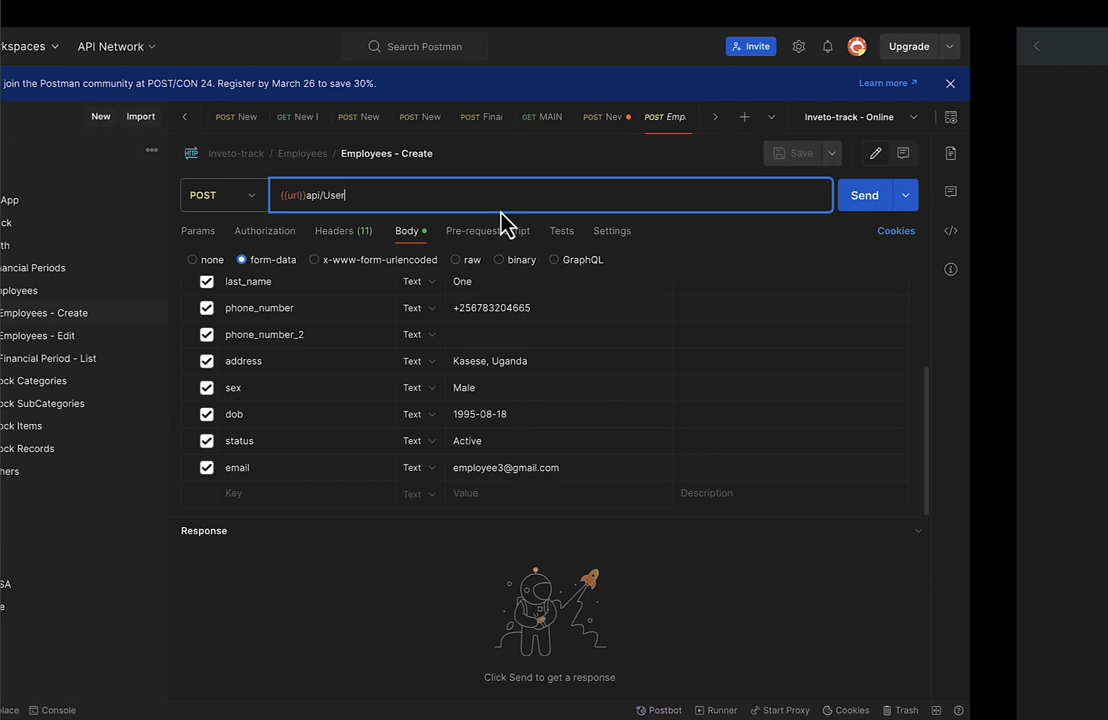 kspaces
API Network
Search Postman
Invite
Upgrade
join the Postman community at POST/CON 24. Register by March 26 to save 30%.
Learn more
New Import
POST New
GET New
POST New
POST New
POST Finar
GET MAIN
POST Nev
POST Emp.
Inveto-track - Online
Inveto-track / Employees / Employees - Create
Save
POST
{{url}}api/User
Send
Params
Authorization
Headers (11)
Body
Pre-request
ipt
Tests
Settings
Cookies
none
form-data
x-www-form-urlencoded
raw
binary
GraphQL
last_name Text One
phone_number Text +256783204665
phone_number_2 Text
address Text Kasese, Uganda
sex Text Male
dob Text 1995-08-18
status Text Active
email Text employee3@gmail.com
Key Text Value Description
App
ck
th
nancial Periods
ployees
Employees - Create
Employees - Edit
Financial Period - List
ock Categories
ock SubCategories
ock Items
ock Records
hers
SA
e
Response
Click Send to get a response
lace
Console
Postbot
Runner
Start Proxy
Cookies
Trash